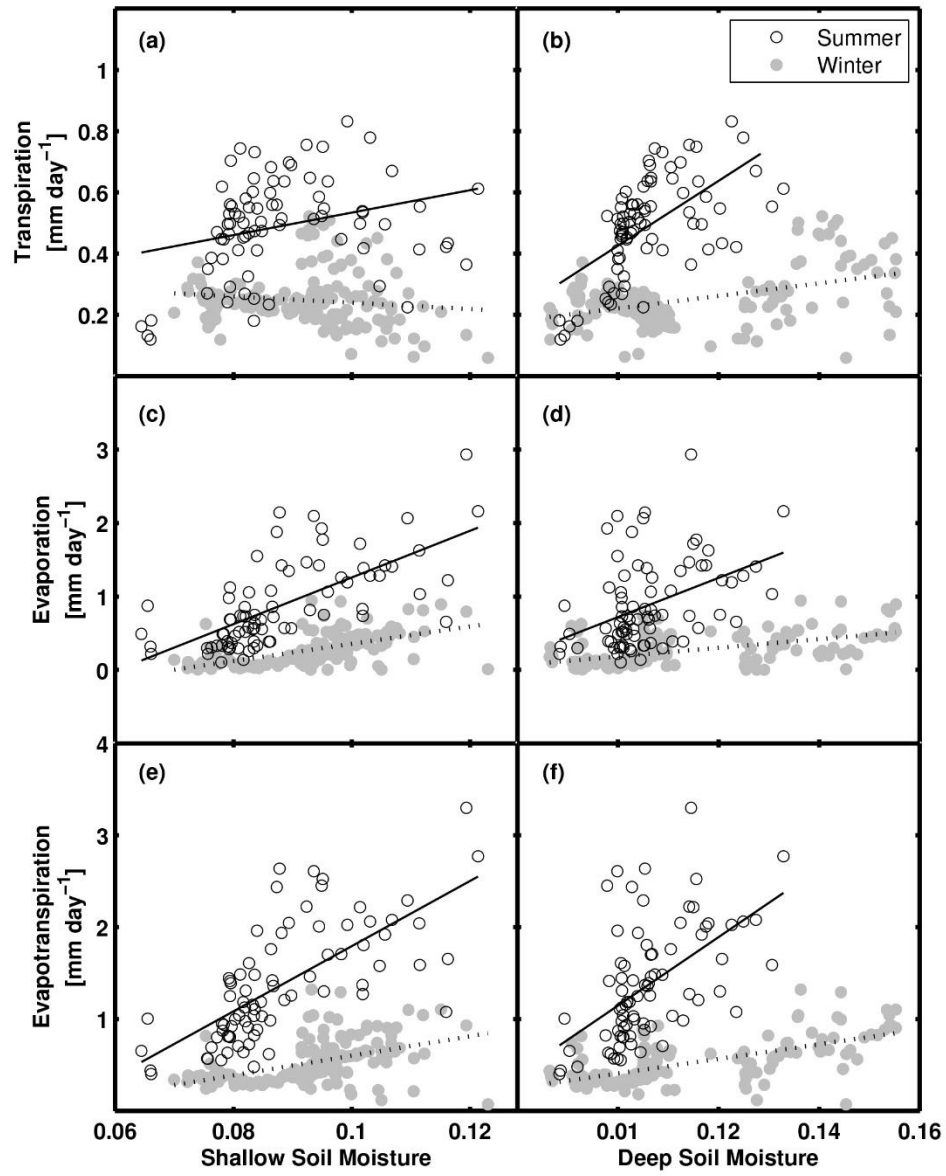 (a)
(b)
Summer
Winter
Transpiration
[mm day⁻¹]
1
0.8
0.6
0.4
0.2
(c)
(d)
Evaporation
[mm day⁻¹]
3
2
1
0
(e)
(f)
Evapotranspiration
[mm day⁻¹]
4
3
2
1
0.06
0.08
0.1
0.12
0.01
0.12
0.14
0.16
Shallow Soil Moisture
Deep Soil Moisture